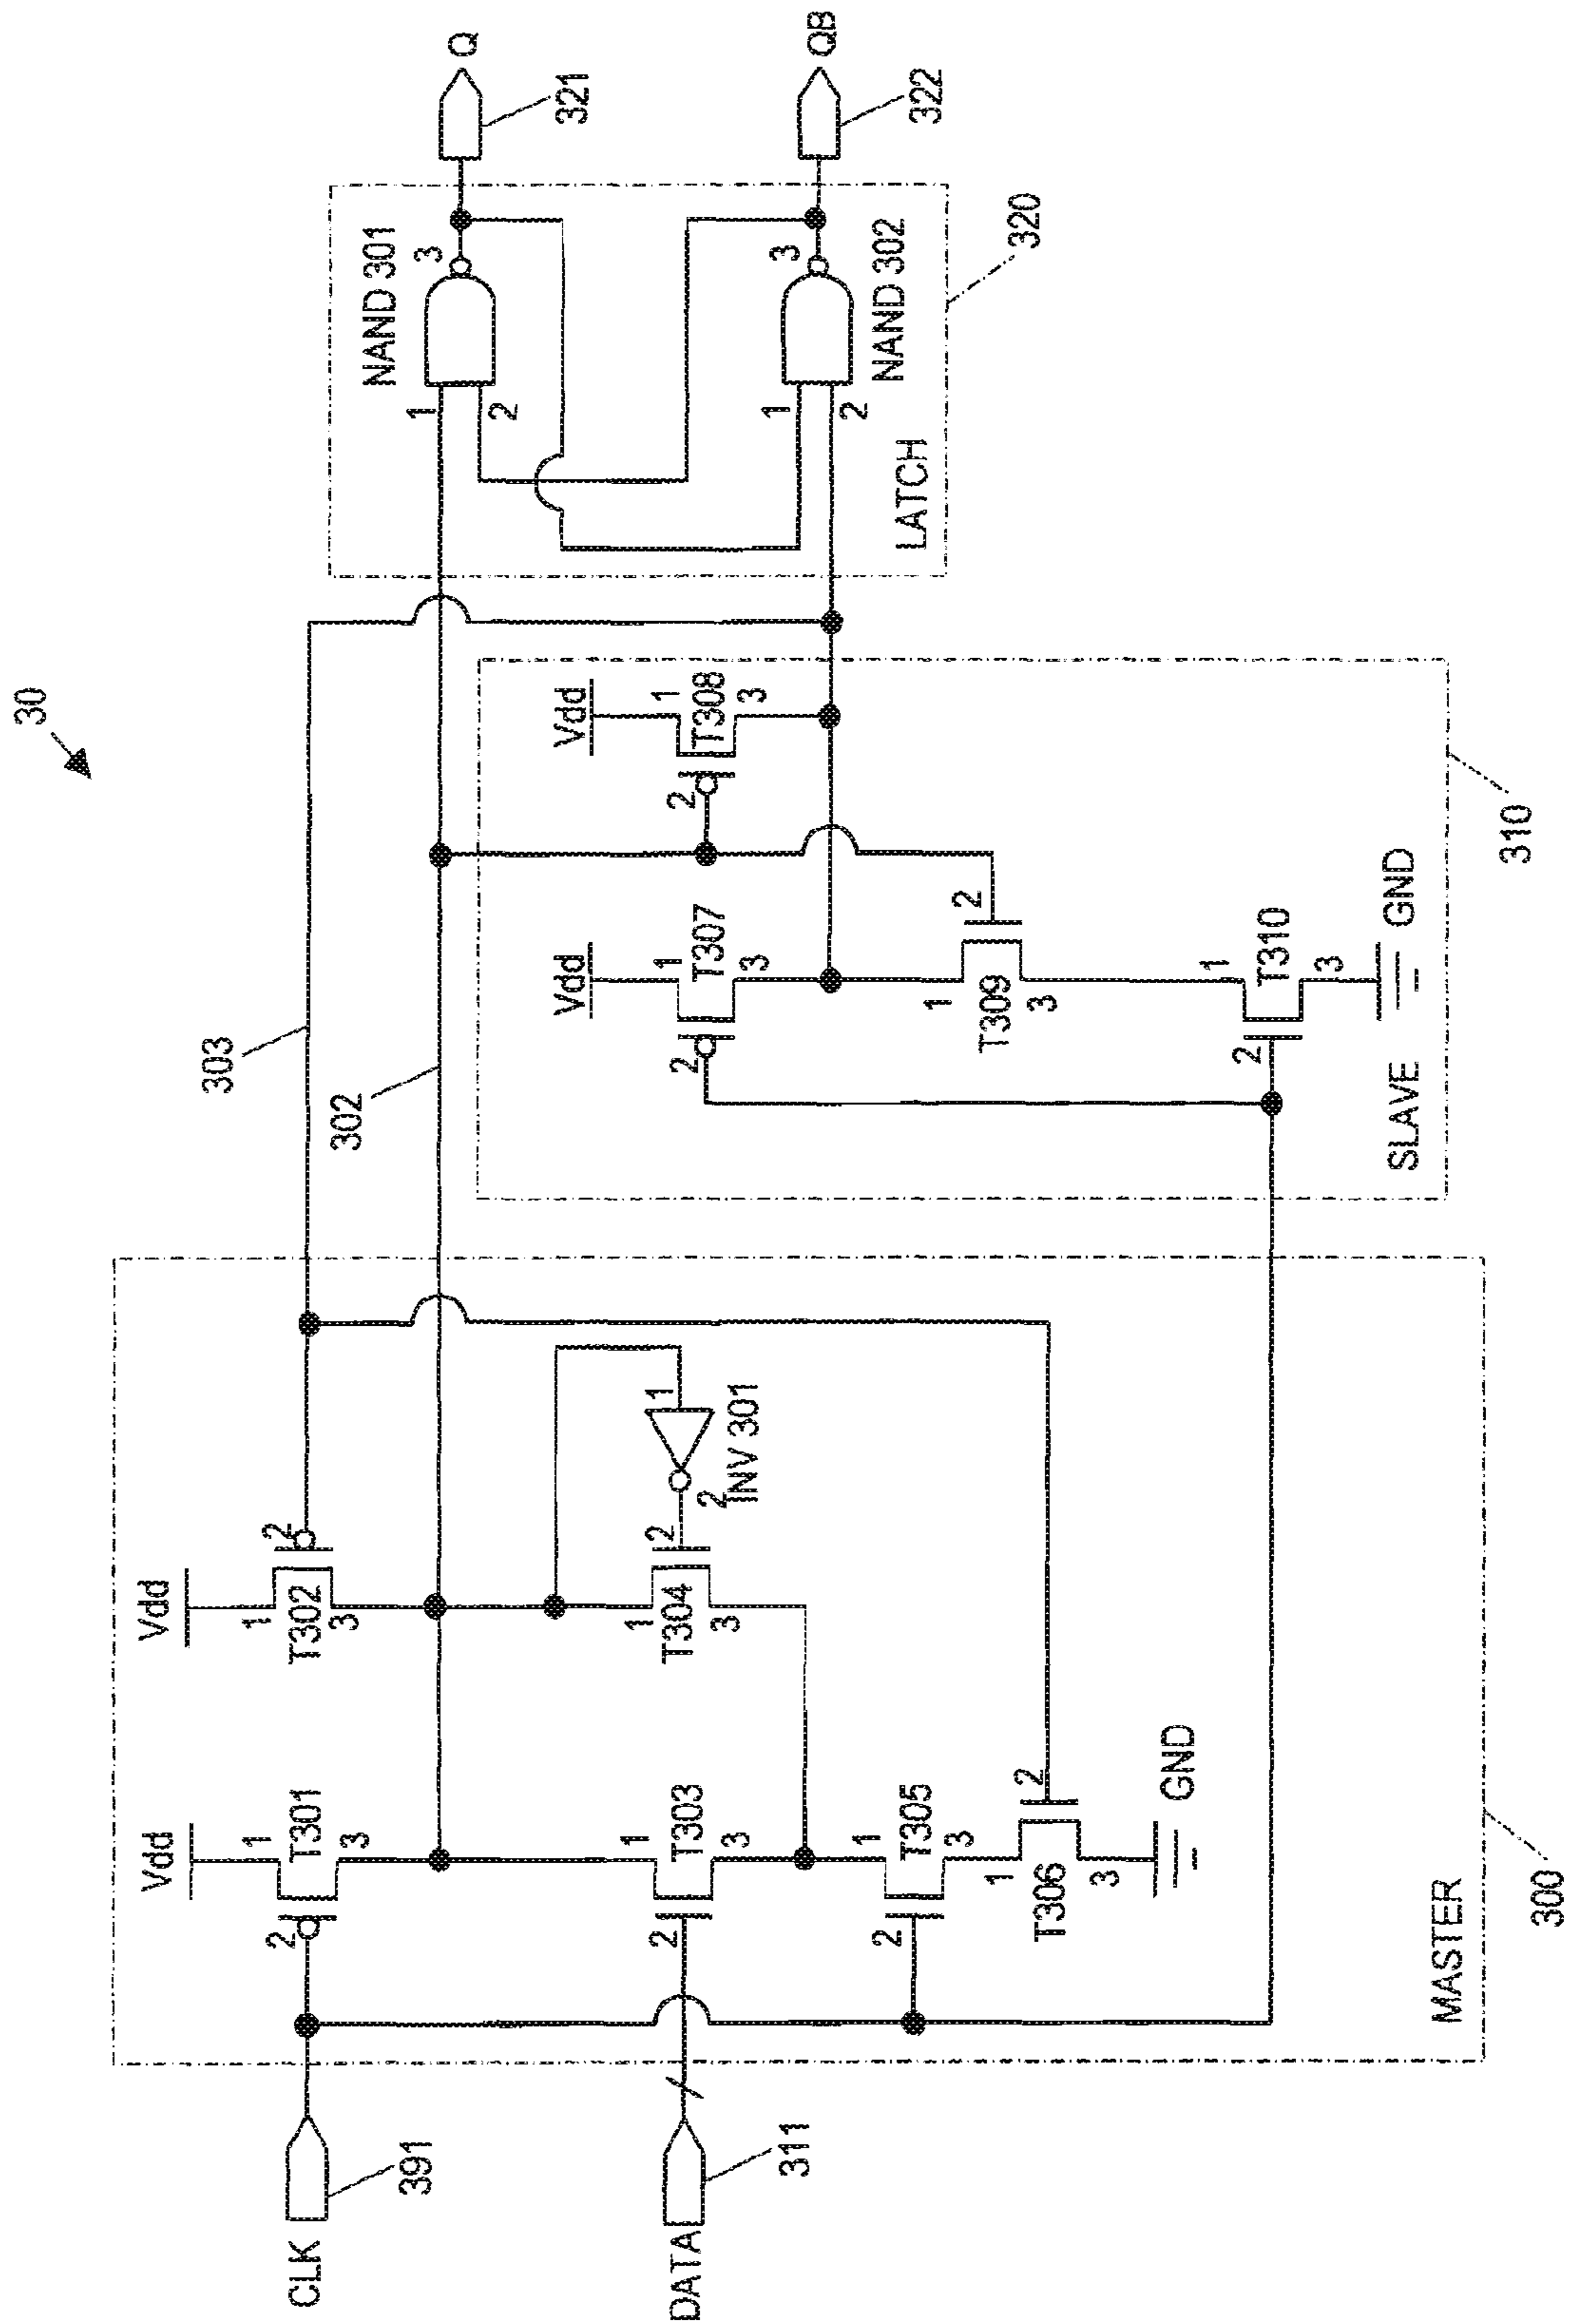 30
CLK
391
DATA
311
MASTER
300
Vdd
1
2
T301
3
Vdd
1
2
T302
3
1
2
T303
3
1
2
T304
3
1
INV 301
2
1
2
T305
3
1
2
T306
3
GND
303
302
SLAVE
310
Vdd
1
2
T307
3
Vdd
1
2
T308
3
1
2
T309
3
1
2
T310
3
GND
LATCH
320
NAND 301
1
2
3
NAND 302
1
2
3
Q
321
QB
322